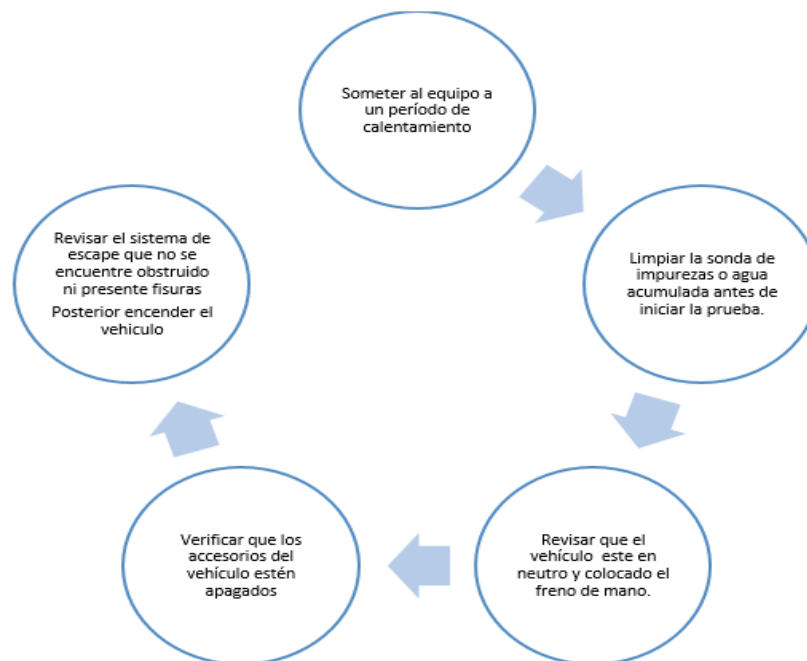 Someter al equipo a
un período de
calentamiento
Limpiar la sonda de
impurezas o agua
acumulada antes de
iniciar la prueba.
Revisar que el
vehículo  este en
neutro y colocado el
freno de mano.
Verificar que los
accesorios del
vehículo estén
apagados
Revisar el sistema de
escape que no se
encuentre obstruido
ni presente fisuras
Posterior encender el
vehiculo